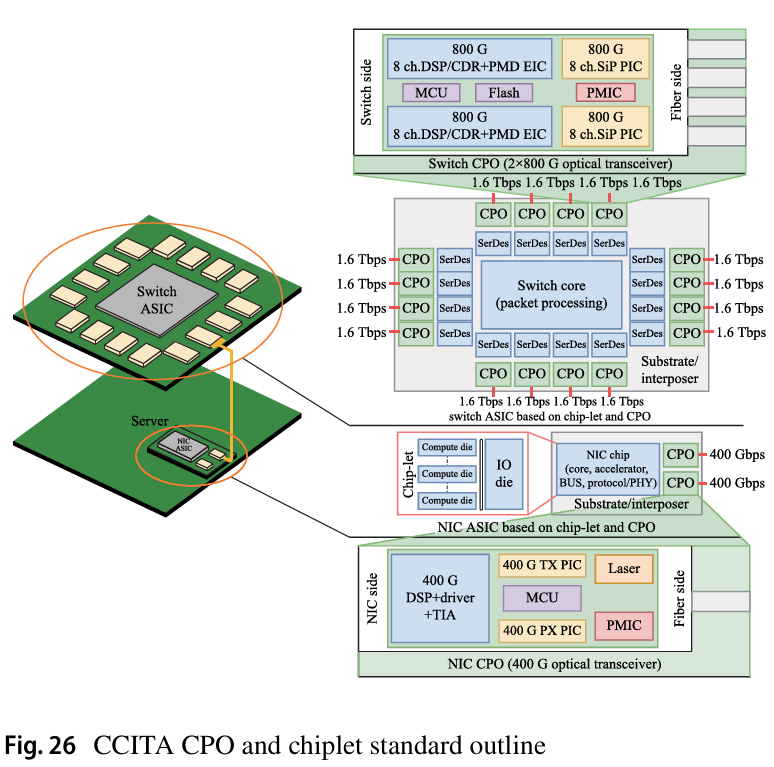 Switch side
800 G
8 ch.DSP/CDR+PMD EIC
800 G
8 ch.SiP PIC
MCU
Flash
PMIC
800 G
8 ch.DSP/CDR+PMD EIC
800 G
8 ch.SiP PIC
Fiber side
Switch CPO (2×800 G optical transceiver)
1.6 Tbps 1.6 Tbps 1.6 Tbps 1.6 Tbps
CPO CPO CPO CPO
SerDes SerDes SerDes SerDes
1.6 Tbps CPO SerDes
1.6 Tbps CPO SerDes
1.6 Tbps CPO SerDes
1.6 Tbps CPO SerDes
Switch core
(packet processing)
SerDes CPO 1.6 Tbps
SerDes CPO 1.6 Tbps
SerDes CPO 1.6 Tbps
SerDes CPO 1.6 Tbps
SerDes SerDes SerDes SerDes
CPO CPO CPO CPO
Substrate/
interposer
1.6 Tbps 1.6 Tbps 1.6 Tbps 1.6 Tbps
switch ASIC based on chip-let and CPO
Switch
ASIC
Server
NIC
ASIC
Chip-let
Compute die
Compute die
Compute die
IO
die
NIC chip
(core, accelerator,
BUS, protocol/PHY)
CPO 400 Gbps
CPO 400 Gbps
Substrate/interposer
NIC ASIC based on chip-let and CPO
NIC side
400 G
DSP+driver
+TIA
400 G TX PIC
MCU
400 G PX PIC
Laser
PMIC
Fiber side
NIC CPO (400 G optical transceiver)
Fig. 26 CCITA CPO and chiplet standard outline